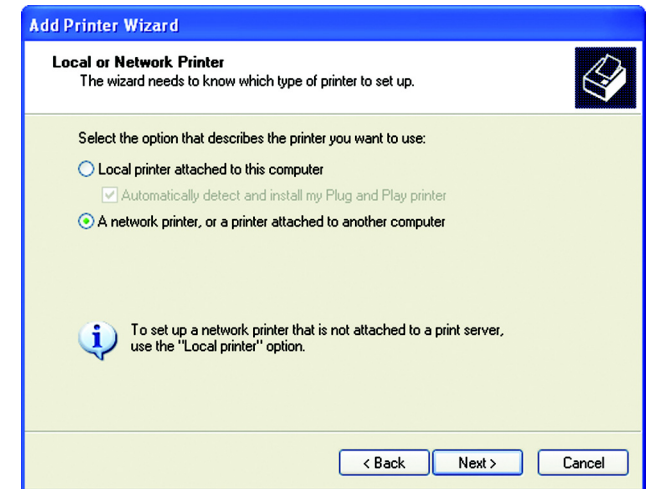 Add Printer Wizard
Local or Network Printer
The wizard needs to know which type of printer to set up.
Select the option that describes the printer you want to use:
Local printer attached to this computer
Automatically detect and install my Plug and Play printer
A network printer, or a printer attached to another computer
To set up a network printer that is not attached to a print server,
use the "Local printer" option.
< Back Next > Cancel